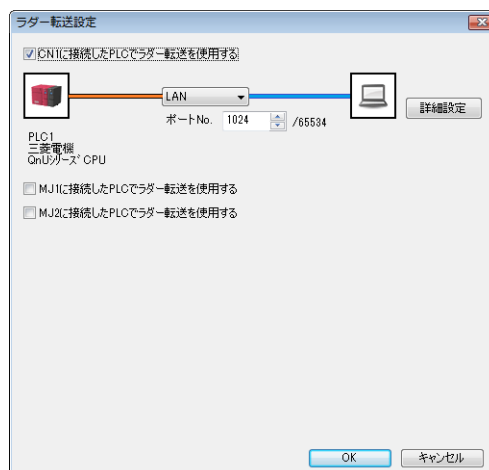 ラダー転送設定
CN1に接続したPLCでラダー転送を使用する
LAN
詳細設定
ポートNo. 1024 /65534
PLC1
三菱電機
QnUシリーズ CPU
MJ1に接続したPLCでラダー転送を使用する
MJ2に接続したPLCでラダー転送を使用する
OK キャンセル